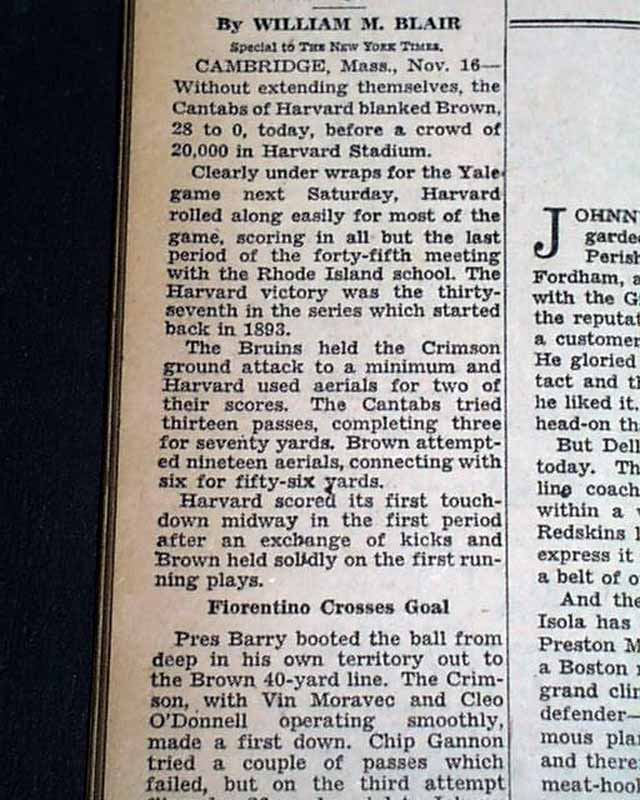 By WILLIAM M. BLAIR
Special to THE NEW YORK TIMES.
CAMBRIDGE, Mass., Nov. 16—
Without extending themselves, the
Cantabs of Harvard blanked Brown,
28 to 0, today, before a crowd of
20,000 in Harvard Stadium.
Clearly under wraps for the Yale
game next Saturday, Harvard
rolled along easily for most of the
game, scoring in all but the last
period of the forty-fifth meeting
with the Rhode Island school. The
Harvard victory was the thirty-
seventh in the series which started
back in 1893.
The Bruins held the Crimson
ground attack to a minimum and
Harvard used aerials for two of
their scores. The Cantabs tried
thirteen passes, completing three
for seventy yards. Brown attempt-
ed nineteen aerials, connecting with
six for fifty-six yards.
Harvard scored its first touch-
down midway in the first period
after an exchange of kicks and
Brown held solidly on the first run-
ning plays.
Fiorentino Crosses Goal
Pres Barry booted the ball from
deep in his own territory out to
the Brown 40-yard line. The Crim-
son, with Vin Moravec and Cleo
O'Donnell operating smoothly,
made a first down. Chip Gannon
tried a couple of passes which
failed, but on the third attempt
JOHNN
garde
Perish
Fordham, a
with the G
the reputat
a customer
He gloried
tact and th
he liked it.
head-on th
But Dell
today. Th
line coach
within a
Redskins l
express it
a belt of o
And the
Isola has
Preston M
a Boston
grand clin
defender—
mous pla
and there
meat-hoo